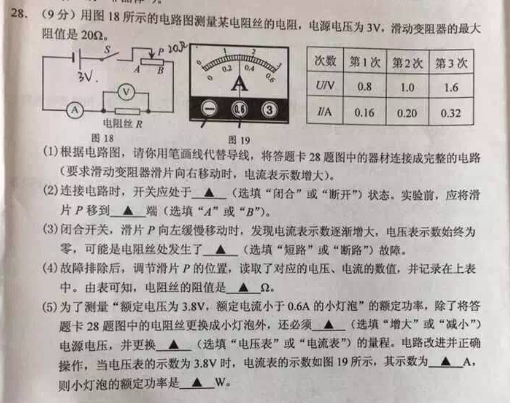 28. （9 分）用图 18 所示的电路图测量某电阻丝的电阻，电源电压为 3V，滑动变阻器的最大
阻值是 20Ω。
S P 20Ω
A B
3V.
V
A
电阻丝 R
图 18
0 1 2 3
0 0.2 0.4 0.6
A
0.6 3
图 19
次数 第 1 次 第 2 次 第 3 次
U/V 0.8 1.0 1.6
I/A 0.16 0.20 0.32
(1)根据电路图，请你用笔画线代替导线，将答题卡 28 题图中的器材连接成完整的电路
（要求滑动变阻器滑片向右移动时，电流表示数增大）。
(2)连接电路时，开关应处于 ▲ （选填“闭合”或“断开”）状态。实验前，应将滑
片 P 移到 ▲ 端（选填“A”或“B”）。
(3)闭合开关，滑片 P 向左缓慢移动时，发现电流表示数逐渐增大，电压表示数始终为
零，可能是电阻丝处发生了 ▲ （选填“短路”或“断路”）故障。
(4)故障排除后，调节滑片 P 的位置，读取了对应的电压、电流的数值，并记录在上表
中。由表可知，电阻丝的阻值是 ▲ Ω。
(5)为了测量“额定电压为 3.8V，额定电流小于 0.6A 的小灯泡”的额定功率，除了将答
题卡 28 题图中的电阻丝更换成小灯泡外，还必须 ▲ （选填“增大”或“减小”）
电源电压，并更换 ▲ （选填“电压表”或“电流表”）的量程。电路改进并正确
操作，当电压表的示数为 3.8V 时，电流表的示数如图 19 所示，其示数为 ▲ A，
则小灯泡的额定功率是 ▲ W。